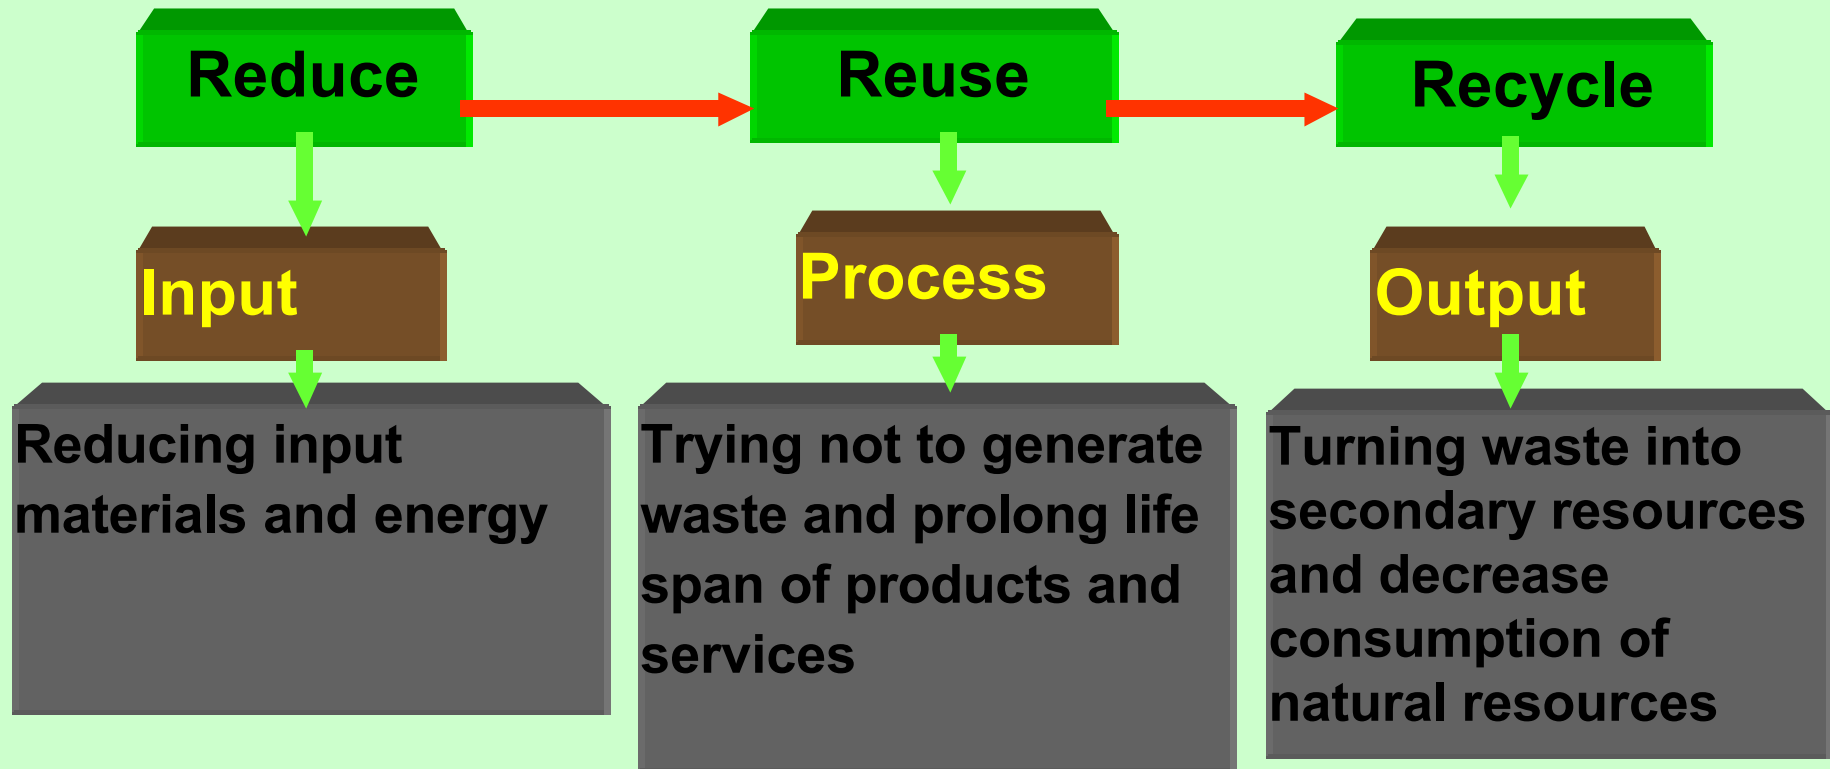 Reduce
Reuse
Recycle
Input
Process
Output
Reducing input
materials and energy
Trying not to generate
waste and prolong life
span of products and
services
Turning waste into
secondary resources
and decrease
consumption of
natural resources